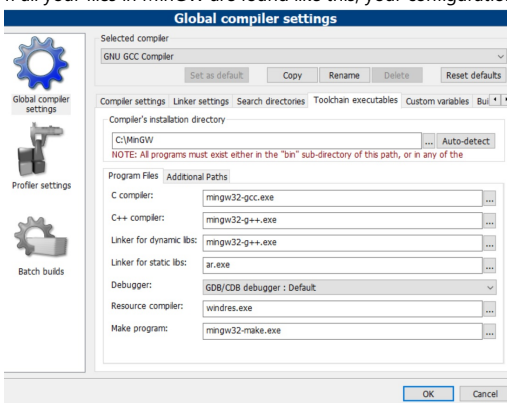 Global compiler settings
Selected compiler
GNU GCC Compiler
Set as default Copy Rename Delete Reset defaults
Global compiler
settings
Profiler settings
Batch builds
Compiler settings Linker settings Search directories Toolchain executables Custom variables
Compiler's installation directory
C:\MinGW ... Auto-detect
NOTE: All programs must exist either in the "bin" sub-directory of this path, or in any of the
Program Files Additional Paths
C compiler: mingw32-gcc.exe ...
C++ compiler: mingw32-g++.exe ...
Linker for dynamic libs: mingw32-g++.exe ...
Linker for static libs: ar.exe ...
Debugger: GDB/CDB debugger : Default
Resource compiler: windres.exe ...
Make program: mingw32-make.exe ...
OK Cancel